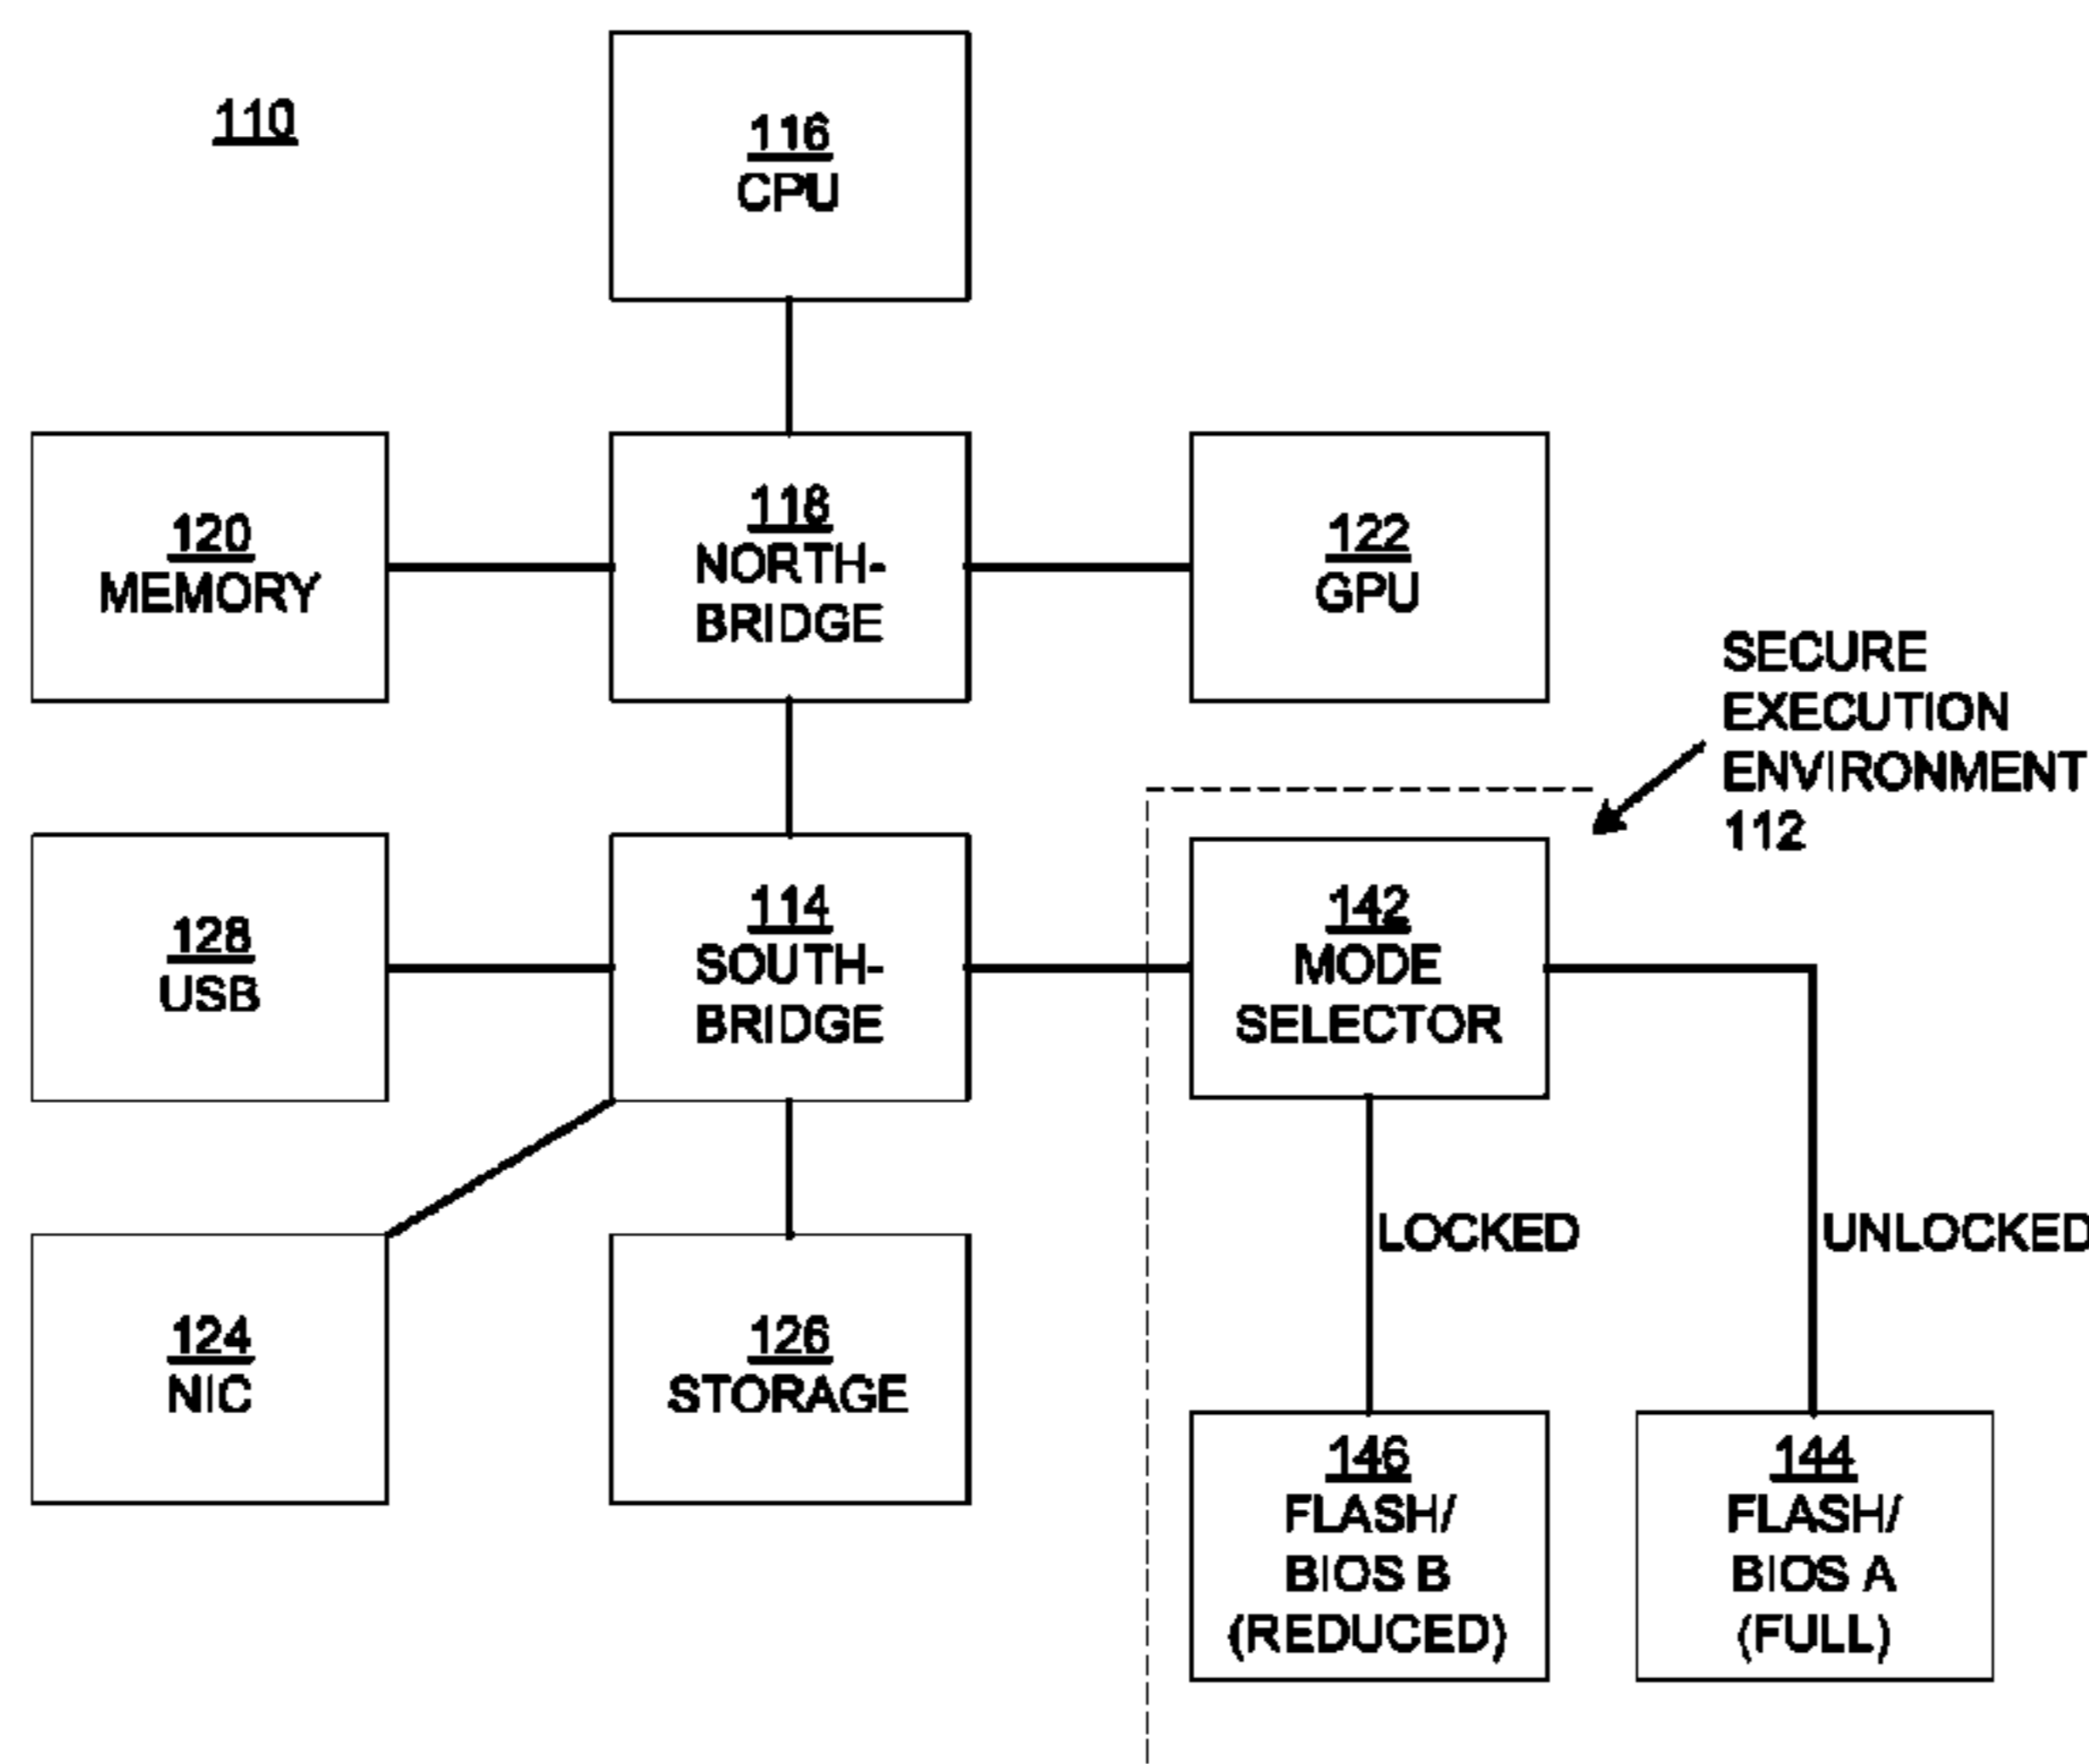 110
116
CPU
120
MEMORY
118
NORTH-
BRIDGE
122
GPU
SECURE
EXECUTION
ENVIRONMENT
112
128
USB
114
SOUTH-
BRIDGE
142
MODE
SELECTOR
LOCKED
UNLOCKED
124
NIC
126
STORAGE
146
FLASH/
BIOS B
(REDUCED)
144
FLASH/
BIOS A
(FULL)